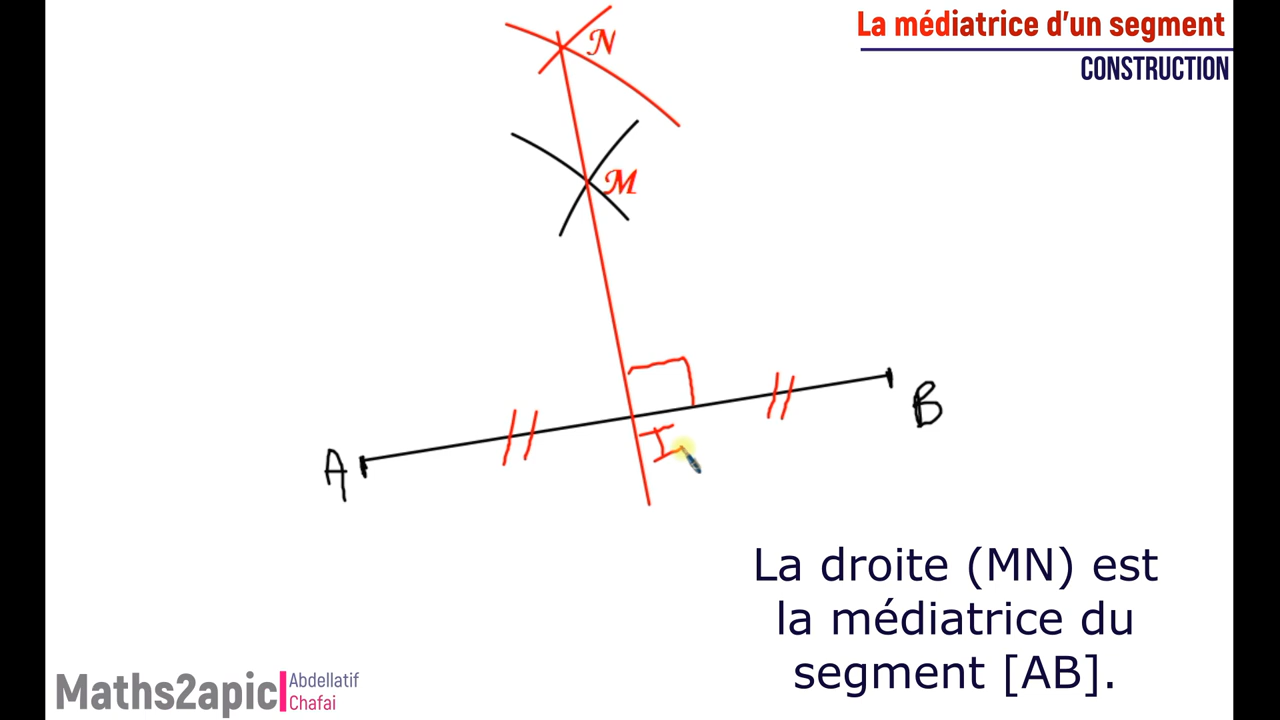 La médiatrice d'un segment
CONSTRUCTION
N
M
I
A
B
La droite (MN) est
la médiatrice du
segment [AB].
Maths2apic
Abdellatif
Chafai